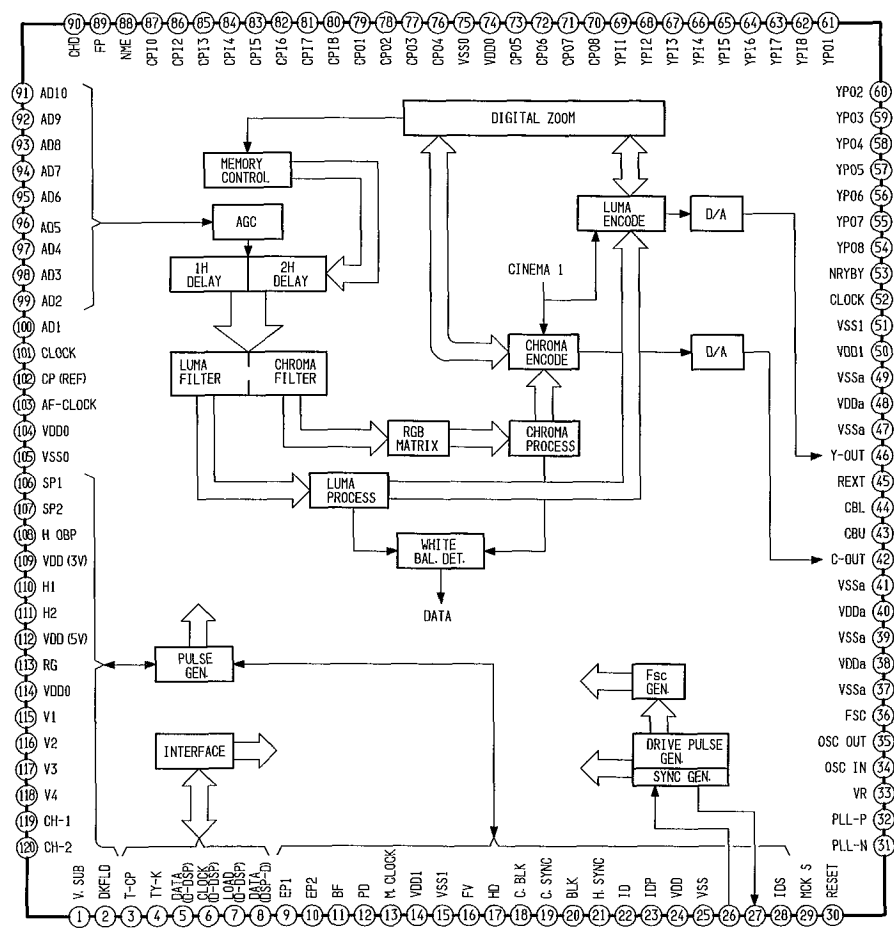 90 89 88 87 86 85 84 83 82 81 80 79 78 77 76 75 74 73 72 71 70 69 68 67 66 65 64 63 62 61
CHD FP NME CPI0 CPI2 CPI3 CPI4 CPI5 CPI6 CPI7 CPI8 CPO1 CPO2 CPO3 CPO4 VSS0 VDD0 CPO5 CPO6 CPO7 CPO8 YPI1 YPI2 YPI3 YPI4 YPI5 YPI6 YPI7 YPI8 YPO1
91 AD10
92 AD9
93 AD8
94 AD7
95 AD6
96 AD5
97 AD4
98 AD3
99 AD2
100 AD1
101 CLOCK
102 CP (REF)
103 AF-CLOCK
104 VDD0
105 VSS0
106 SP1
107 SP2
108 H OBP
109 VDD (3V)
110 H1
111 H2
112 VDD (5V)
113 RG
114 VDD0
115 V1
116 V2
117 V3
118 V4
119 CH-1
120 CH-2
DIGITAL ZOOM
MEMORY
CONTROL
AGC
1H
DELAY
2H
DELAY
LUMA
ENCODE
D/A
CINEMA 1
CHROMA
ENCODE
D/A
LUMA
FILTER
CHROMA
FILTER
RGB
MATRIX
CHROMA
PROCESS
LUMA
PROCESS
WHITE
BAL. DET.
DATA
PULSE
GEN.
INTERFACE
Fsc
GEN.
DRIVE PULSE
GEN.
SYNC GEN.
YPO2 60
YPO3 59
YPO4 58
YPO5 57
YPO6 56
YPO7 55
YPO8 54
NRYBY 53
CLOCK 52
VSS1 51
VDD1 50
VSSa 49
VDDa 48
VSSa 47
Y-OUT 46
REXT 45
CBL 44
CBU 43
C-OUT 42
VSSa 41
VDDa 40
VSSa 39
VDDa 38
VSSa 37
FSC 36
OSC OUT 35
OSC IN 34
VR 33
PLL-P 32
PLL-N 31
V. SUB
DKFLD
T-CP
TY-K
DATA
(D-DSP)
CLOCK
(D-DSP)
LOAD
(D-DSP)
DATA
(DSP-D)
EP1
EP2
BF
PD
M. CLOCK
VDD1
VSS1
FV
HD
C. BLK
C. SYNC
BLK
H. SYNC
ID
IDP
VDD
VSS
IDS
MCK S
RESET
1 2 3 4 5 6 7 8 9 10 11 12 13 14 15 16 17 18 19 20 21 22 23 24 25 26 27 28 29 30